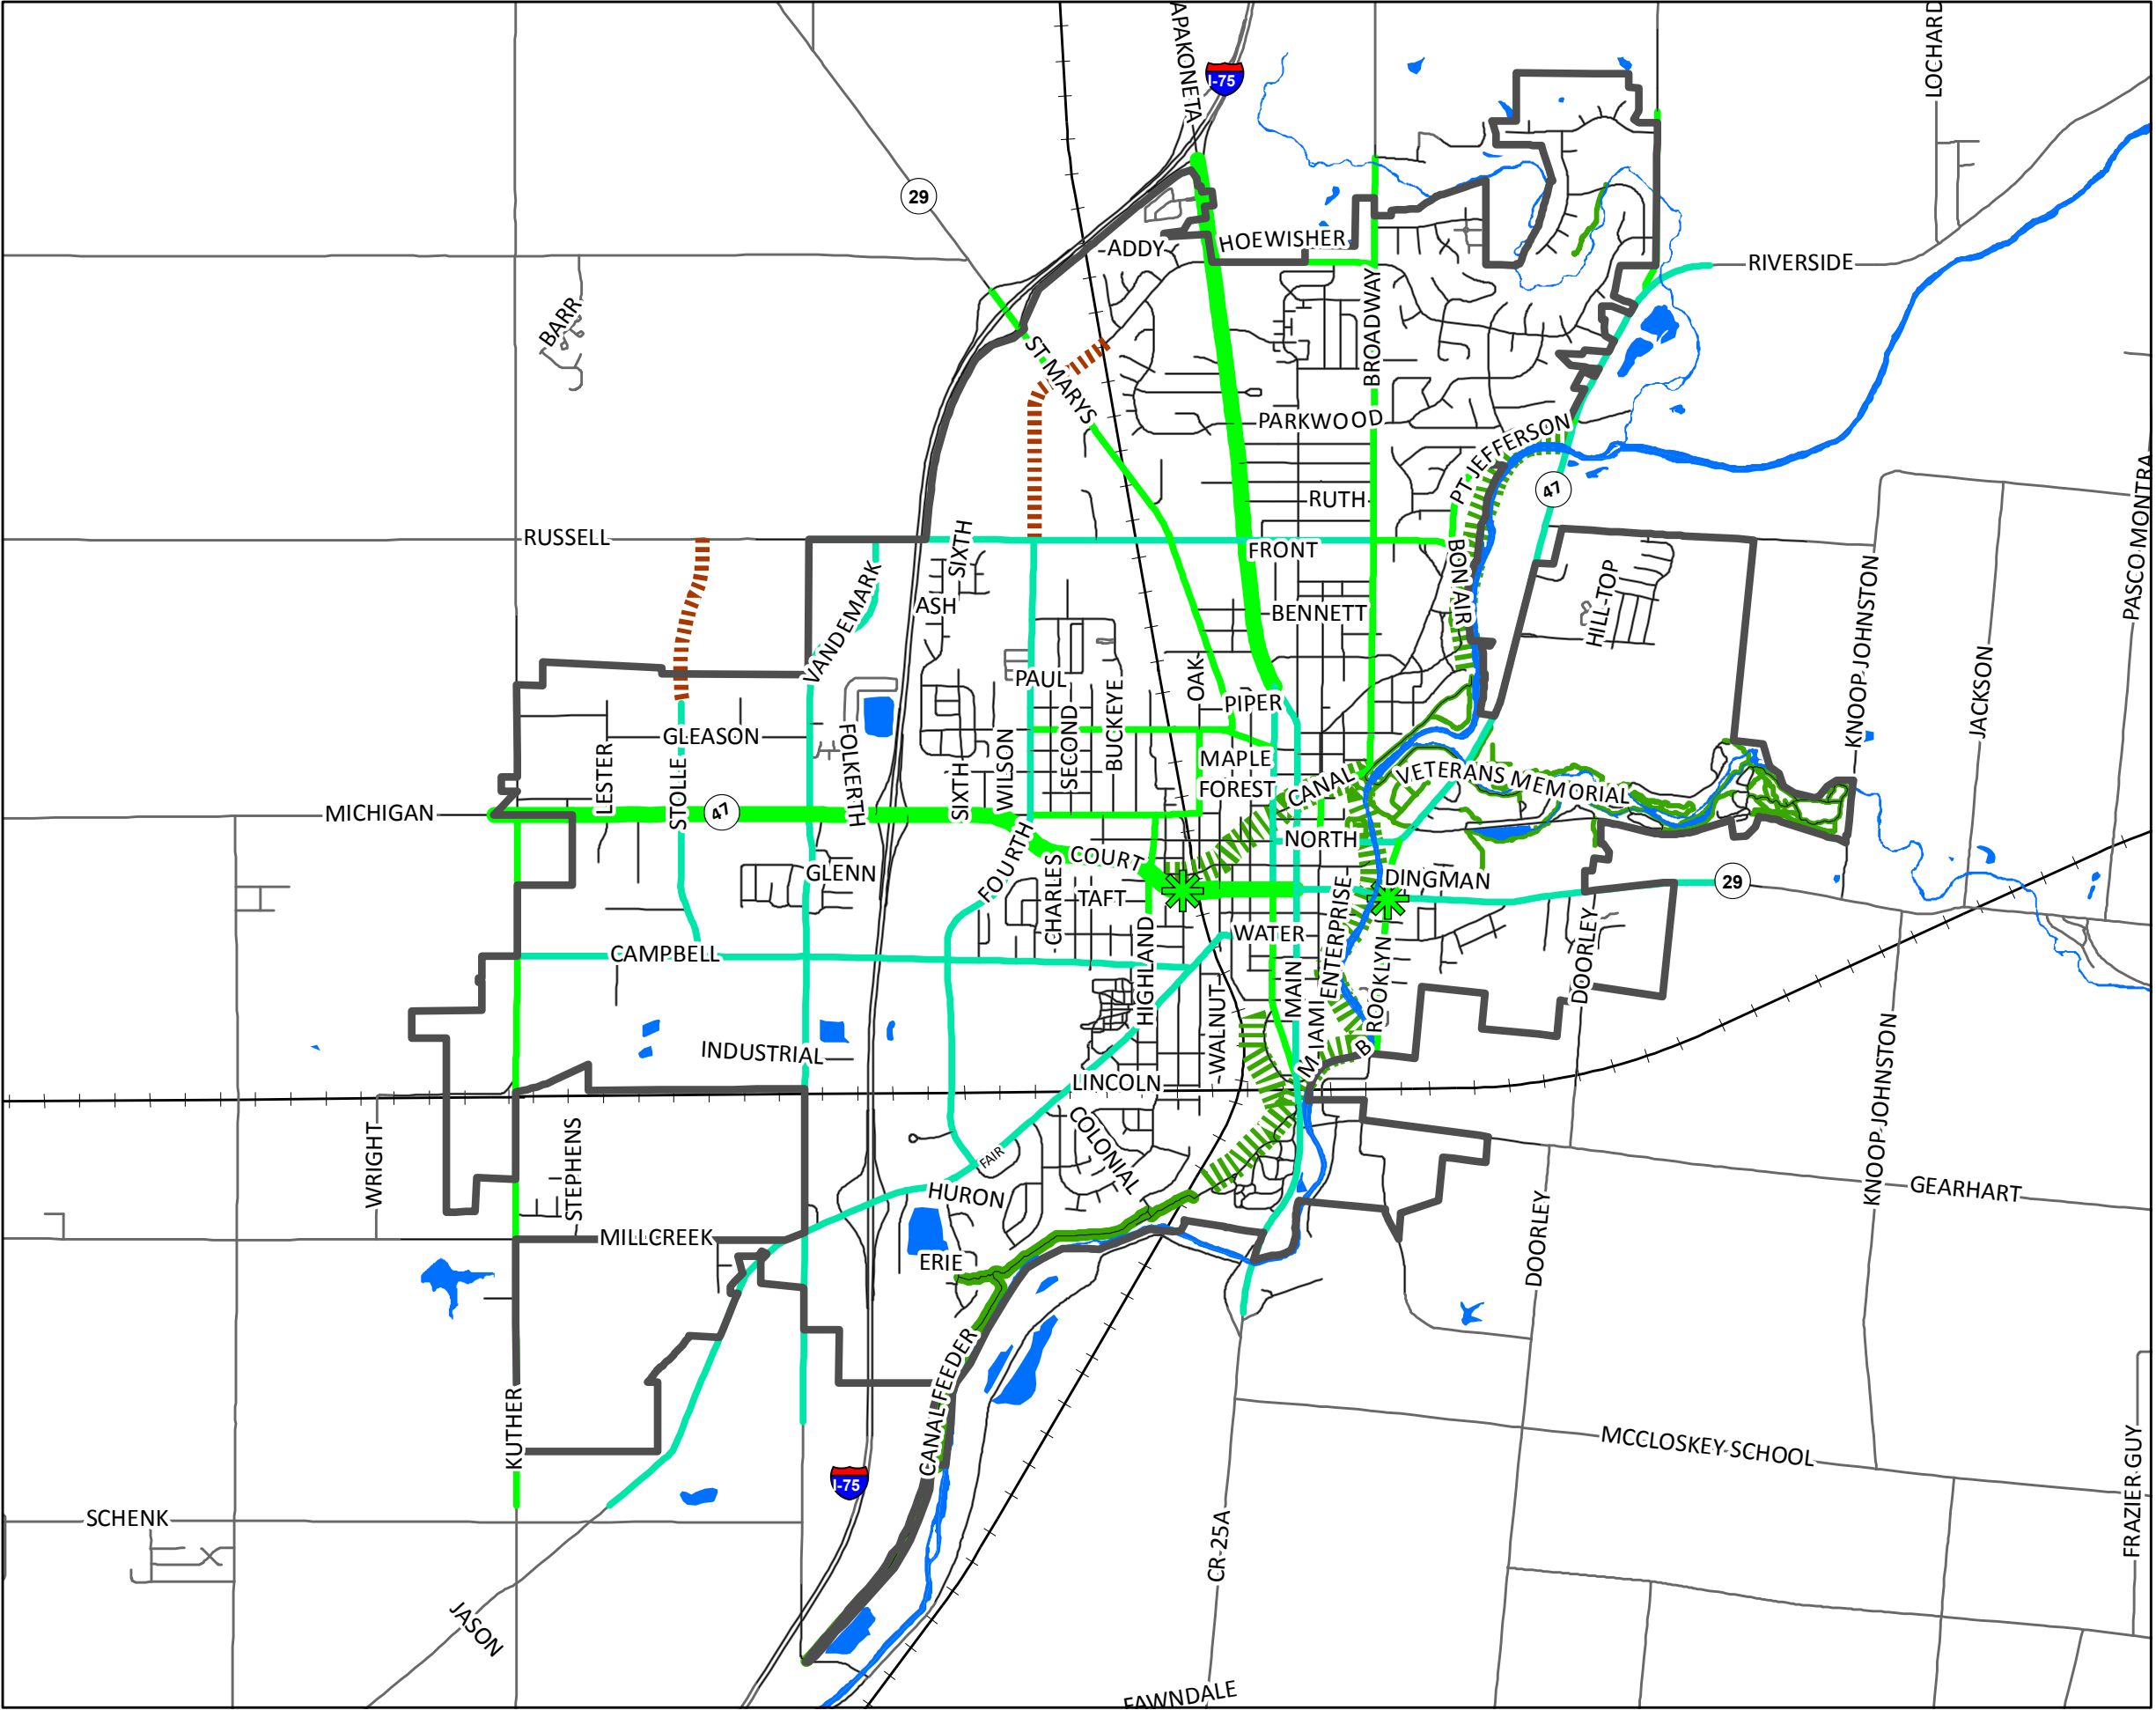 LOCHARD
WAPAKONETA
I-75
29
ADDY
HOEWISHER
RIVERSIDE
BARR
BROADWAY
ST MARYS
PARKWOOD
PT JEFFERSON
47
RUTH
PASCO MONTRA
RUSSELL
SIXTH
FRONT
BON AIR
VANDEMARK
ASH
BENNETT
HILL-TOP
KNOOP JOHNSTON
JACKSON
PAUL
OAK
PIPER
GLEASON
FOLKERTH
SECOND
BUCKEYE
MAPLE
LESTER
STOLLE
SIXTH
WILSON
FOREST
CANAL
VETERANS MEMORIAL
MICHIGAN
47
FOURTH
COURT
NORTH
GLENN
CHARLES
TAFT
DINGMAN
29
ENTERPRISE
HIGHLAND
WATER
DOORLEY
CAMPBELL
MAIN
MIAMI
BROOKLYN
WALNUT
INDUSTRIAL
LINCOLN
KNOOP JOHNSTON
WRIGHT
STEPHENS
COLONIAL
FAIR
HURON
GEARHART
MILLCREEK
ERIE
DOORLEY
CANAL FEEDER
KUTHER
MCCLOSKEY SCHOOL
I-75
FRAZIER GUY
SCHENK
CR 25A
JASON
FAWNDALE